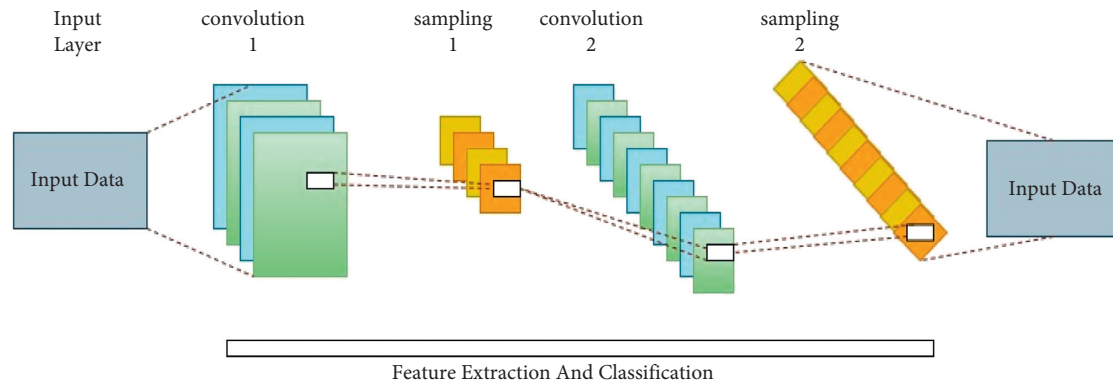 Input
Layer
convolution
1
sampling
1
convolution
2
sampling
2
Input Data
Input Data
Feature Extraction And Classification